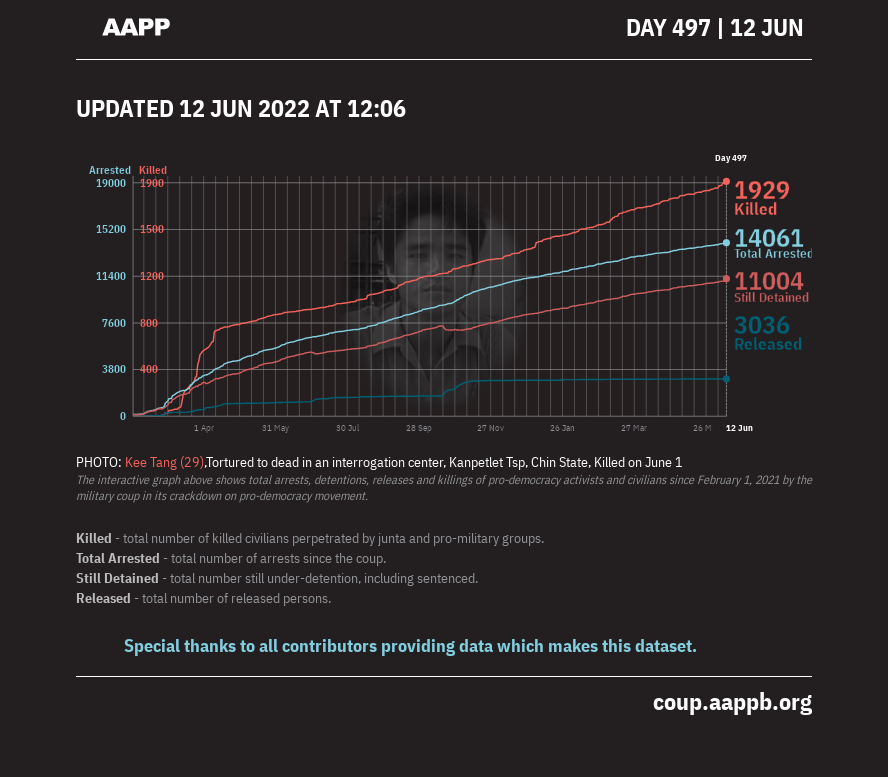 AAPP
DAY 497 | 12 JUN
UPDATED 12 JUN 2022 AT 12:06
Day 497
Arrested Killed
19000 1900
15200 1500
11400 1200
7600 800
3800 400
0
1929
Killed
14061
Total Arrested
11004
Still Detained
3036
Released
1 Apr 31 May 30 Jul 28 Sep 27 Nov 26 Jan 27 Mar 26 M 12 Jun
PHOTO: Kee Tang (29),Tortured to dead in an interrogation center, Kanpetlet Tsp, Chin State, Killed on June 1
The interactive graph above shows total arrests, detentions, releases and killings of pro-democracy activists and civilians since February 1, 2021 by the
military coup in its crackdown on pro-democracy movement.
Killed - total number of killed civilians perpetrated by junta and pro-military groups.
Total Arrested - total number of arrests since the coup.
Still Detained - total number still under-detention, including sentenced.
Released - total number of released persons.
Special thanks to all contributors providing data which makes this dataset.
coup.aappb.org